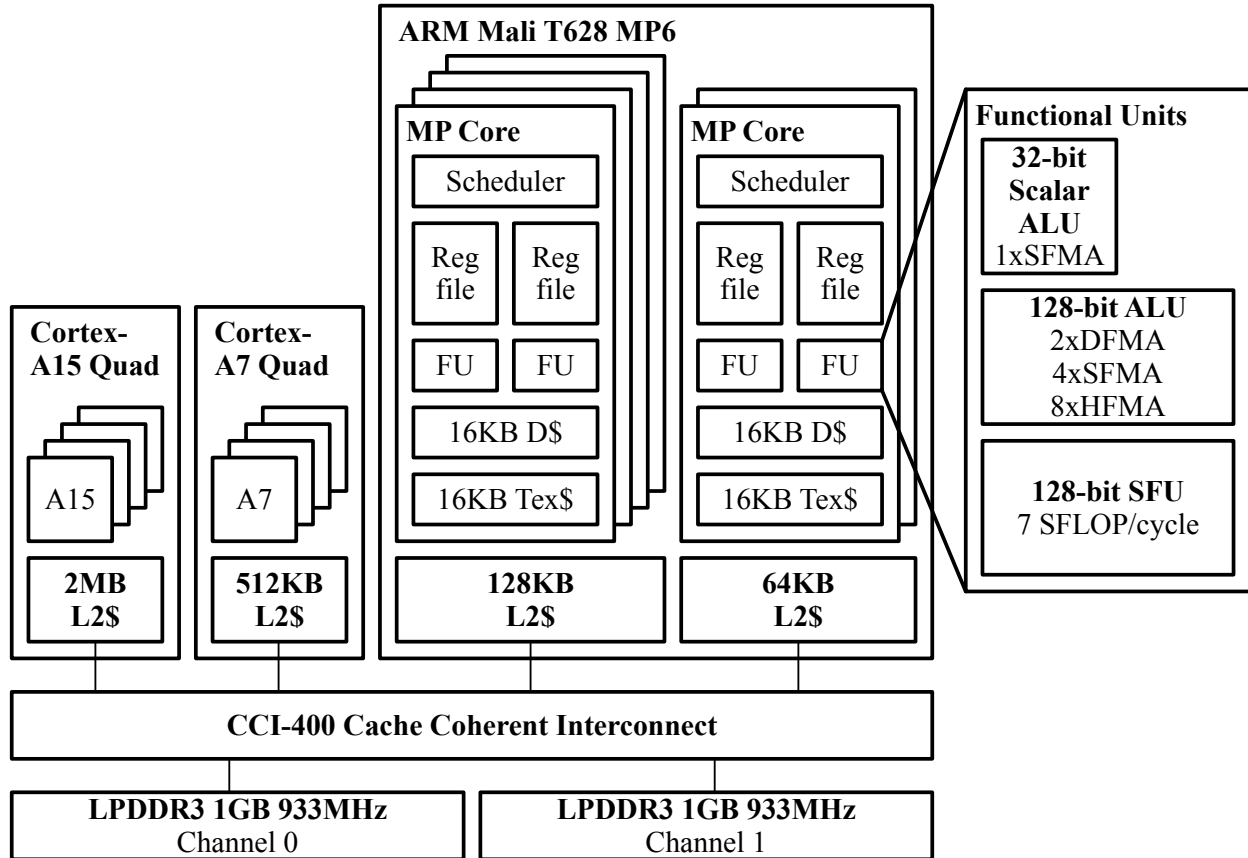 ARM Mali T628 MP6
MP Core
Scheduler
Reg
file
Reg
file
FU
FU
16KB D$
16KB Tex$
128KB
L2$
MP Core
Scheduler
Reg
file
Reg
file
FU
FU
16KB D$
16KB Tex$
64KB
L2$
Functional Units
32-bit
Scalar
ALU
1xSFMA
128-bit ALU
2xDFMA
4xSFMA
8xHFMA
128-bit SFU
7 SFLOP/cycle
Cortex-
A15 Quad
A15
2MB
L2$
Cortex-
A7 Quad
A7
512KB
L2$
CCI-400 Cache Coherent Interconnect
LPDDR3 1GB 933MHz
Channel 0
LPDDR3 1GB 933MHz
Channel 1